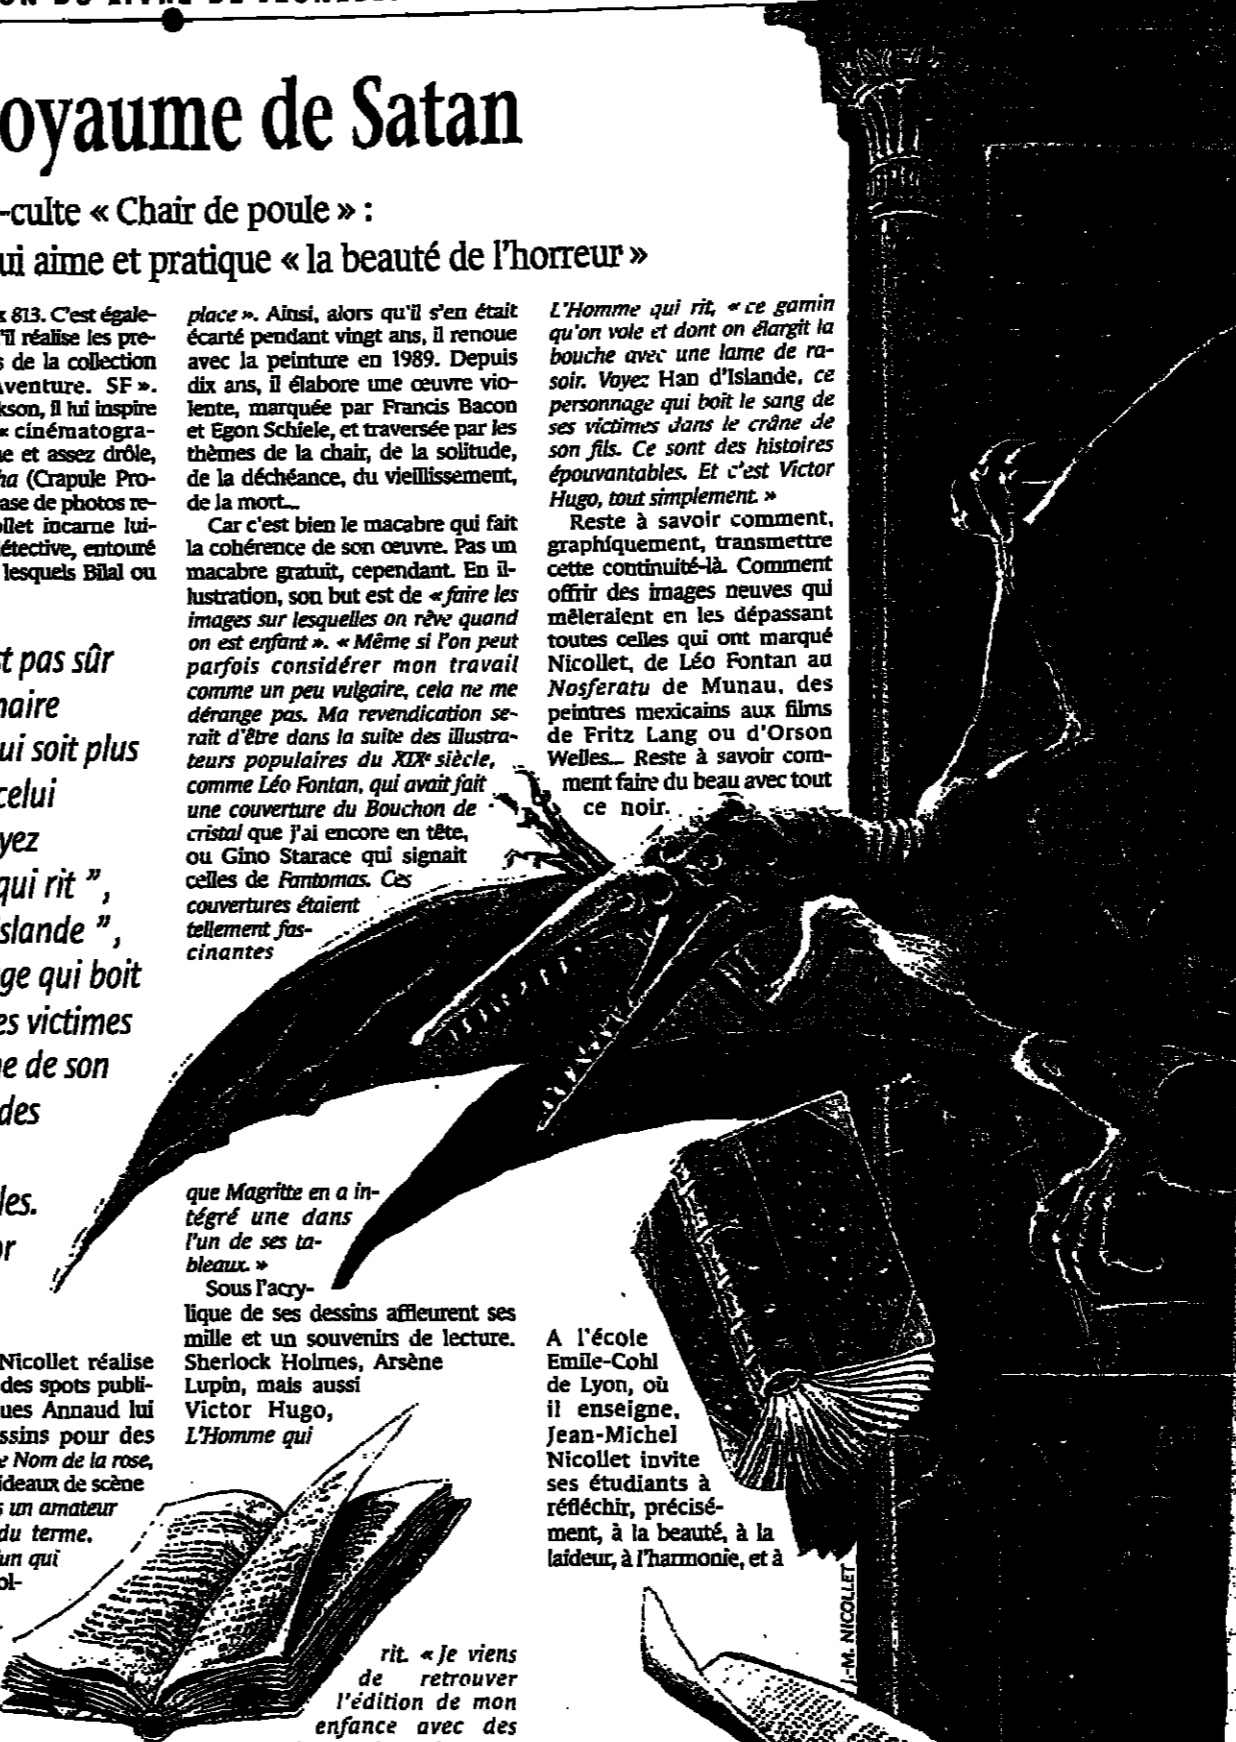 oyaume de Satan
-culte « Chair de poule » :
ui aime et pratique « la beauté de l'horreur »
x 813. C'est égale-
'il réalise les pre-
s de la collection
venture. SF ».
kson, il lui inspire
« cinématogra-
ue et assez drôle,
ha (Crapule Pro-
ase de photos re-
ollet incarne lui-
détective, entouré
lesquels Bilal ou
t pas sûr
naire
ui soit plus
celui
yez
qui rit ”,
slande ”,
ge qui boit
es victimes
e de son
des
les.
or
Nicollet réalise
des spots publi-
ues Annaud lui
ssins pour des
e Nom de la rose,
ideaux de scène
s un amateur
du terme.
'un qui
ol-
place ». Ainsi, alors qu'il s'en était
écarté pendant vingt ans, il renoue
avec la peinture en 1989. Depuis
dix ans, il élabore une œuvre vio-
lente, marquée par Francis Bacon
et Egon Schiele, et traversée par les
thèmes de la chair, de la solitude,
de la déchéance, du vieillissement,
de la mort...
Car c'est bien le macabre qui fait
la cohérence de son œuvre. Pas un
macabre gratuit, cependant. En il-
lustration, son but est de « faire les
images sur lesquelles on rêve quand
on est enfant ». « Même si l'on peut
parfois considérer mon travail
comme un peu vulgaire, cela ne me
dérange pas. Ma revendication se-
rait d'être dans la suite des illustra-
teurs populaires du XIXe siècle,
comme Léo Fontan, qui avait fait
une couverture du Bouchon de
cristal que j'ai encore en tête,
ou Gino Starace qui signait
celles de Fantomas. Ces
couvertures étaient
tellement fas-
cinantes
que Magritte en a in-
tégré une dans
l'un de ses ta-
bleaux. »
Sous l'acry-
lique de ses dessins affleurent ses
mille et un souvenirs de lecture.
Sherlock Holmes, Arsène
Lupin, mais aussi
Victor Hugo,
L'Homme qui
rit. « Je viens
de retrouver
l'édition de mon
enfance avec des
L'Homme qui rit, « ce gamin
qu'on vole et dont on élargit la
bouche avec une lame de ra-
soir. Voyez Han d'Islande, ce
personnage qui boit le sang de
ses victimes dans le crâne de
son fils. Ce sont des histoires
épouvantables. Et c'est Victor
Hugo, tout simplement. »
Reste à savoir comment,
graphiquement, transmettre
cette continuité-là. Comment
offrir des images neuves qui
mêleraient en les dépassant
toutes celles qui ont marqué
Nicollet, de Léo Fontan au
Nosferatu de Munau, des
peintres mexicains aux films
de Fritz Lang ou d'Orson
Welles... Reste à savoir com-
ment faire du beau avec tout
ce noir.
A l'école
Emile-Cohl
de Lyon, où
il enseigne,
Jean-Michel
Nicollet invite
ses étudiants à
réfléchir, précisé-
ment, à la beauté, à la
laideur, à l'harmonie, et à
J.-M. NICOLLET